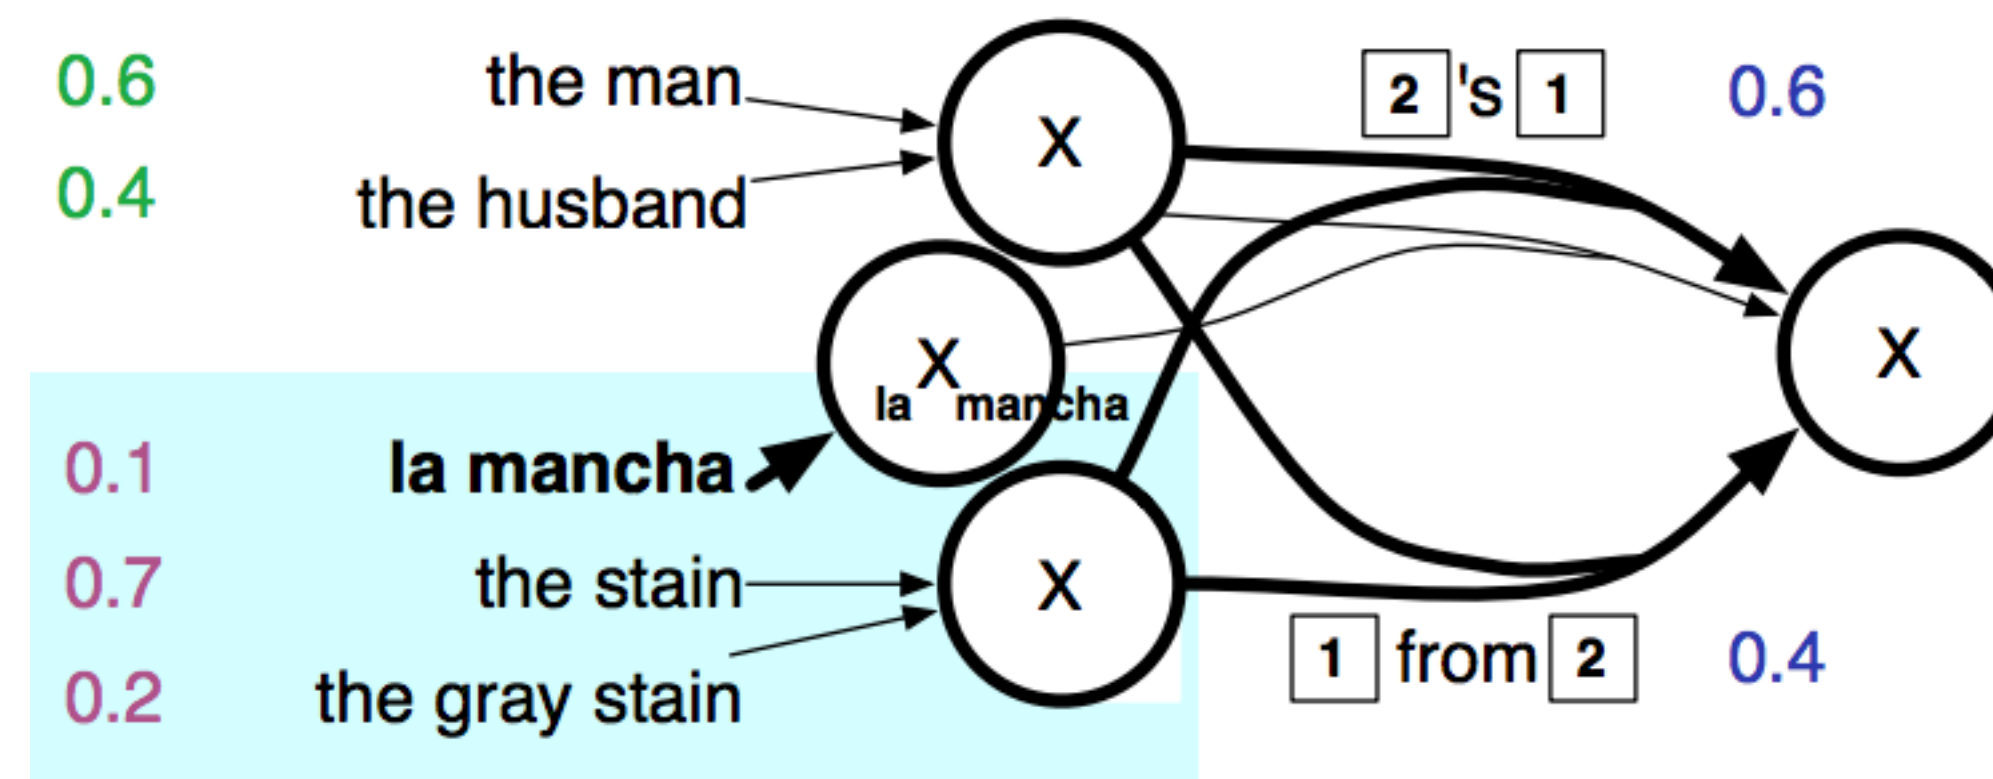 0.6 the man X 2 's 1 0.6
0.4 the husband
X
la mancha
X
0.1 la mancha
0.7 the stain X
0.2 the gray stain
1 from 2 0.4